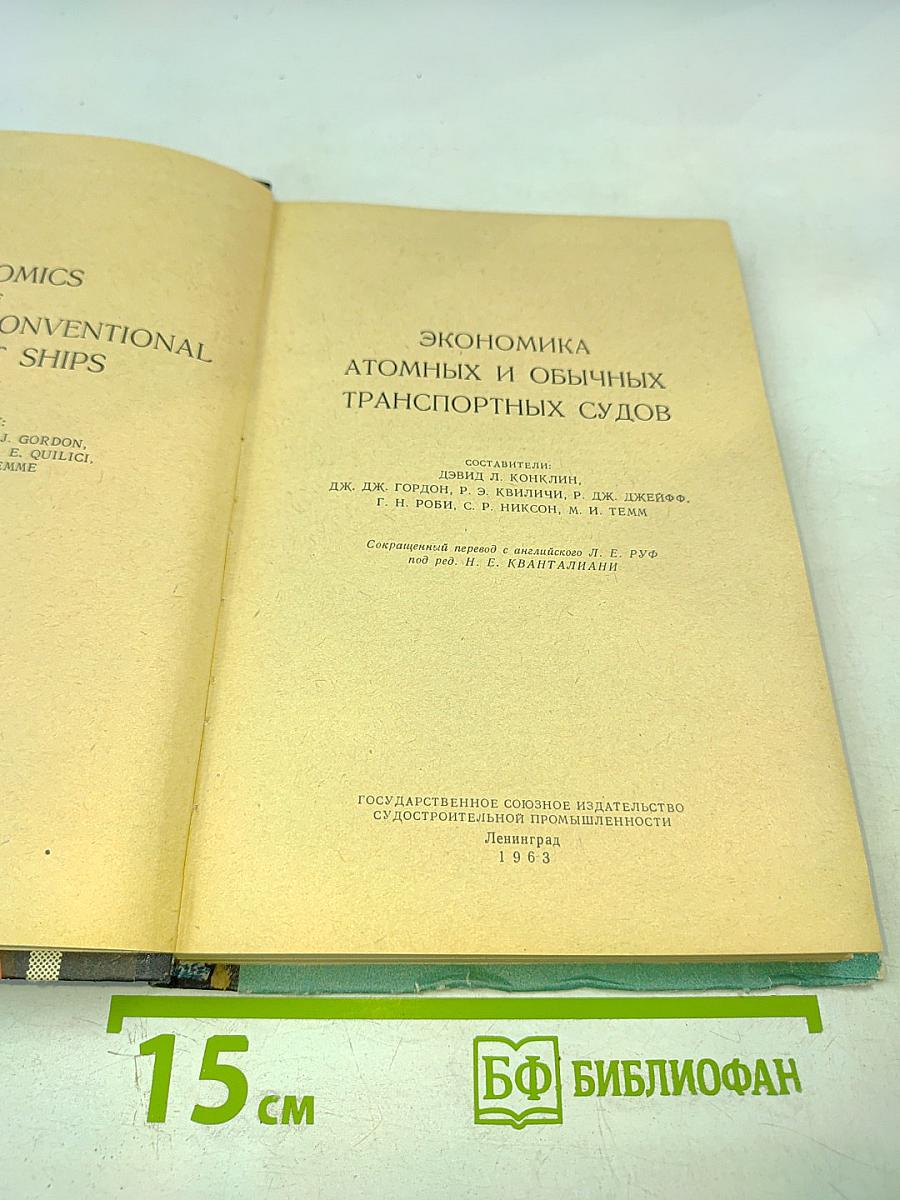 OMICS
ONVENTIONAL
SHIPS
J. GORDON,
E. QUILICI,
EMME
ЭКОНОМИКА
АТОМНЫХ И ОБЫЧНЫХ
ТРАНСПОРТНЫХ СУДОВ
СОСТАВИТЕЛИ:
ДЭВИД Л. КОНКЛИН,
ДЖ. ДЖ. ГОРДОН, Р. Э. КВИЛИЧИ, Р. ДЖ. ДЖЕЙФФ,
Г. Н. РОБИ, С. Р. НИКСОН, М. И. ТЕММ
Сокращенный перевод с английского Л. Е. РУФ
под ред. Н. Е. КВАНТАЛИАНИ
ГОСУДАРСТВЕННОЕ СОЮЗНОЕ ИЗДАТЕЛЬСТВО
СУДОСТРОИТЕЛЬНОЙ ПРОМЫШЛЕННОСТИ
Ленинград
1963
15 см
БФ БИБЛИОФАН